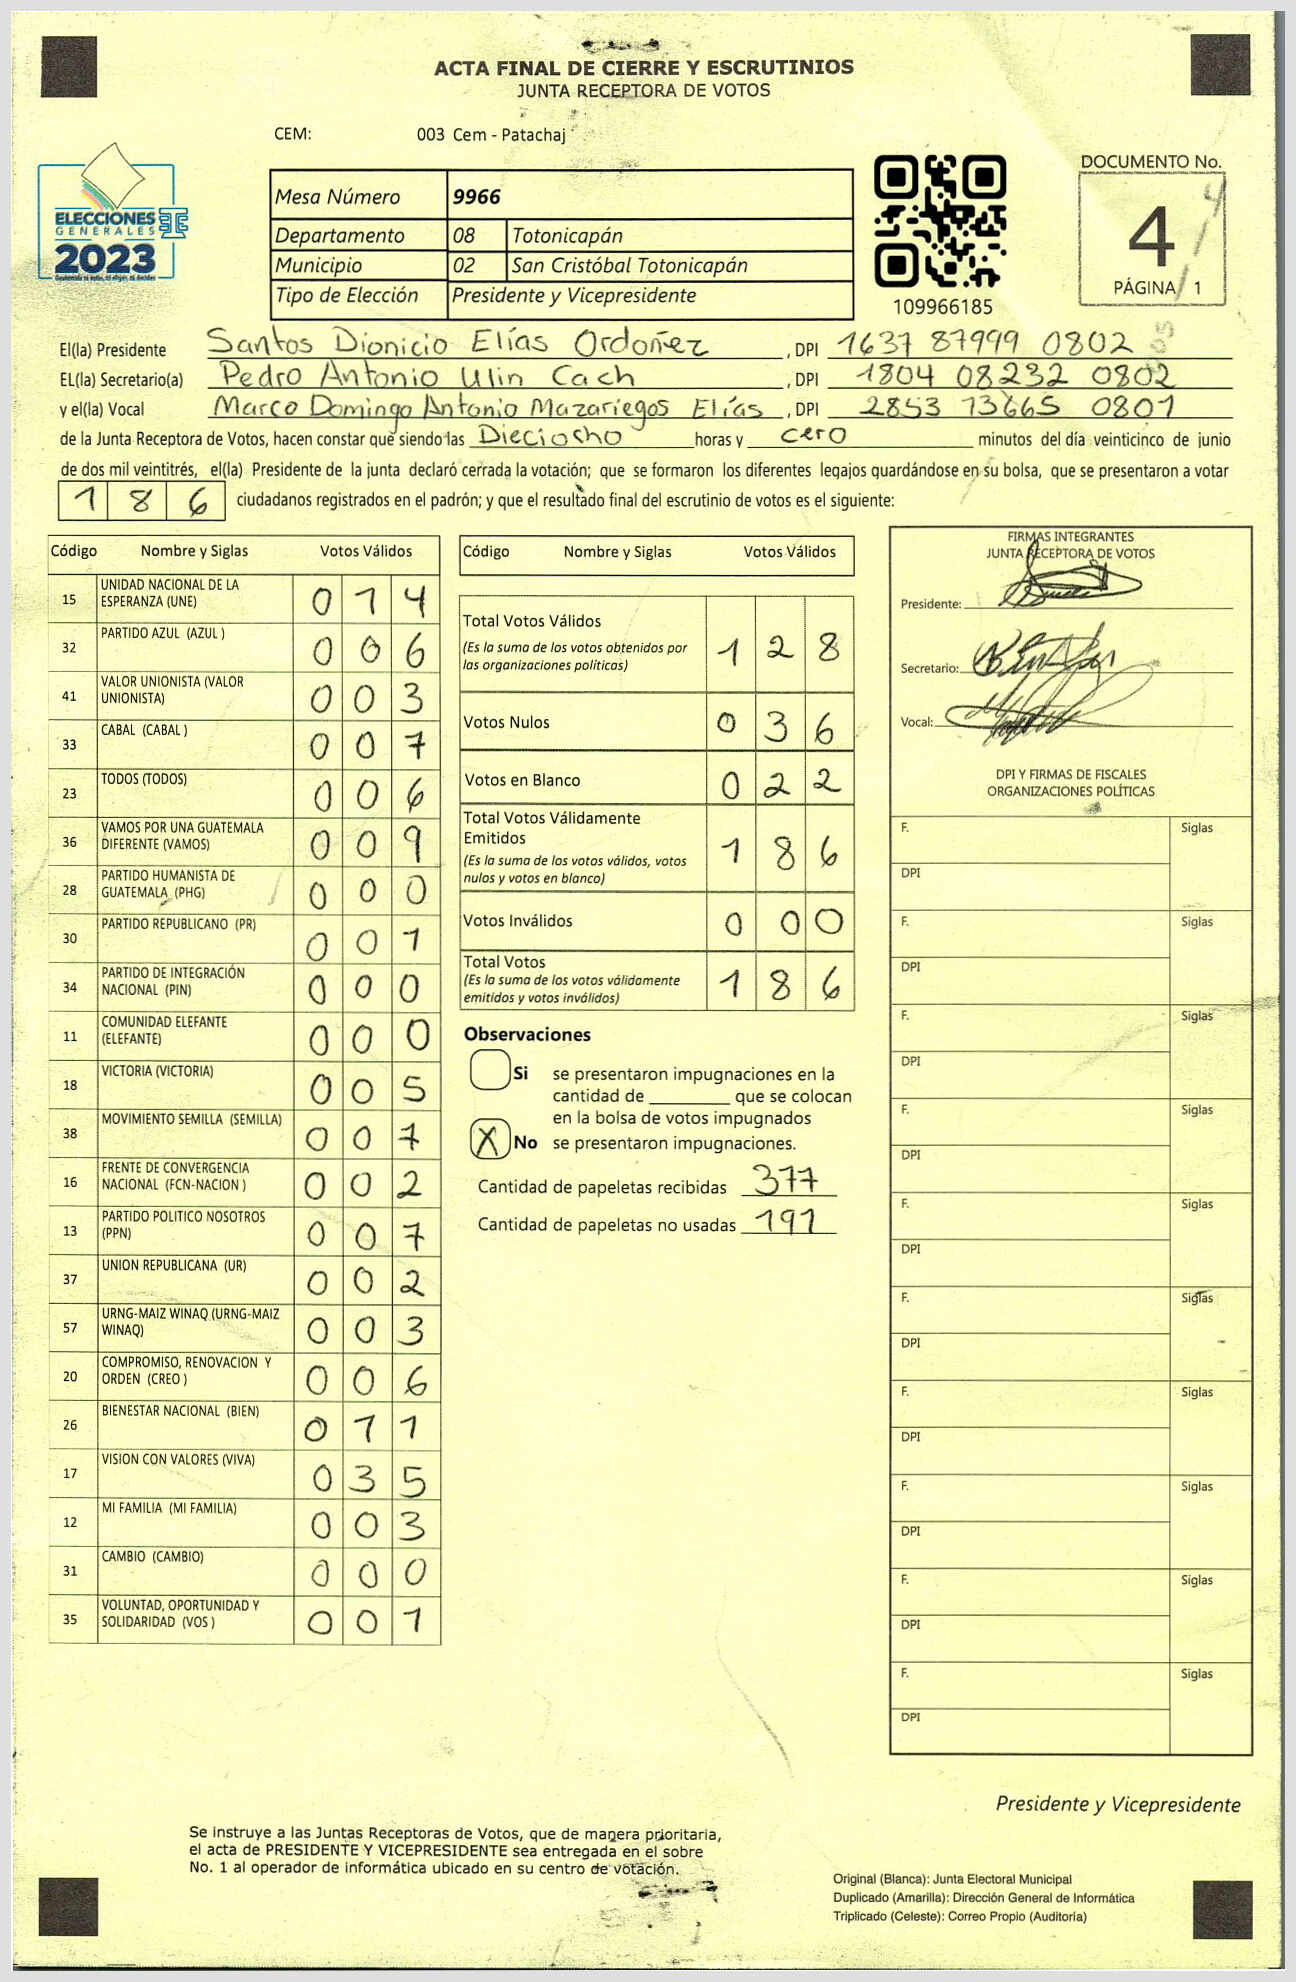 ACTA FINAL DE CIERRE Y ESCRUTINIOS
JUNTA RECEPTORA DE VOTOS
CEM: 003 Cem - Patachaj
ELECCIONES
GENERALES
2023
Mesa Número 9966
Departamento 08 Totonicapán
Municipio 02 San Cristóbal Totonicapán
Tipo de Elección Presidente y Vicepresidente
109966185
DOCUMENTO No.
4
PÁGINA 1
El(la) Presidente Santos Dionicio Elías Ordoñez , DPI 1637 87999 0802
EL(la) Secretario(a) Pedro Antonio Ulin Cach , DPI 1804 08232 0802
y el(la) Vocal Marco Domingo Antonio Mazariegos Elías , DPI 2853 13665 0801
de la Junta Receptora de Votos, hacen constar que siendo las Dieciocho horas y cero minutos del día veinticinco de junio
de dos mil veintitrés, el(la) Presidente de la junta declaró cerrada la votación; que se formaron los diferentes legajos guardándose en su bolsa, que se presentaron a votar
1 8 6 ciudadanos registrados en el padrón; y que el resultado final del escrutinio de votos es el siguiente:
Código Nombre y Siglas Votos Válidos
15 UNIDAD NACIONAL DE LA ESPERANZA (UNE) 0 1 4
32 PARTIDO AZUL (AZUL ) 0 0 6
41 VALOR UNIONISTA (VALOR UNIONISTA) 0 0 3
33 CABAL (CABAL ) 0 0 7
23 TODOS (TODOS) 0 0 6
36 VAMOS POR UNA GUATEMALA DIFERENTE (VAMOS) 0 0 9
28 PARTIDO HUMANISTA DE GUATEMALA (PHG) 0 0 0
30 PARTIDO REPUBLICANO (PR) 0 0 1
34 PARTIDO DE INTEGRACIÓN NACIONAL (PIN) 0 0 0
11 COMUNIDAD ELEFANTE (ELEFANTE) 0 0 0
18 VICTORIA (VICTORIA) 0 0 5
38 MOVIMIENTO SEMILLA (SEMILLA) 0 0 7
16 FRENTE DE CONVERGENCIA NACIONAL (FCN-NACION ) 0 0 2
13 PARTIDO POLITICO NOSOTROS (PPN) 0 0 7
37 UNION REPUBLICANA (UR) 0 0 2
57 URNG-MAIZ WINAQ (URNG-MAIZ WINAQ) 0 0 3
20 COMPROMISO, RENOVACION Y ORDEN (CREO ) 0 0 6
26 BIENESTAR NACIONAL (BIEN) 0 1 1
17 VISION CON VALORES (VIVA) 0 3 5
12 MI FAMILIA (MI FAMILIA) 0 0 3
31 CAMBIO (CAMBIO) 0 0 0
35 VOLUNTAD, OPORTUNIDAD Y SOLIDARIDAD (VOS ) 0 0 1
Código Nombre y Siglas Votos Válidos
Total Votos Válidos 1 2 8
(Es la suma de los votos obtenidos por
las organizaciones políticas)
Votos Nulos 0 3 6
Votos en Blanco 0 2 2
Total Votos Válidamente
Emitidos 1 8 6
(Es la suma de los votos válidos, votos
nulos y votos en blanco)
Votos Inválidos 0 0 0
Total Votos 1 8 6
(Es la suma de los votos válidamente
emitidos y votos inválidos)
Observaciones
Si se presentaron impugnaciones en la
cantidad de ________ que se colocan
en la bolsa de votos impugnados
X No se presentaron impugnaciones.
Cantidad de papeletas recibidas 377
Cantidad de papeletas no usadas 191
FIRMAS INTEGRANTES
JUNTA RECEPTORA DE VOTOS
Presidente:
Secretario:
Vocal:
DPI Y FIRMAS DE FISCALES
ORGANIZACIONES POLÍTICAS
F. Siglas
DPI
F. Siglas
DPI
F. Siglas
DPI
F. Siglas
DPI
F. Siglas
DPI
F. Siglas
DPI
F. Siglas
DPI
F. Siglas
DPI
F. Siglas
DPI
F. Siglas
DPI
Presidente y Vicepresidente
Se instruye a las Juntas Receptoras de Votos, que de manera prioritaria,
el acta de PRESIDENTE Y VICEPRESIDENTE sea entregada en el sobre
No. 1 al operador de informática ubicado en su centro de votación.
Original (Blanca): Junta Electoral Municipal
Duplicado (Amarilla): Dirección General de Informática
Triplicado (Celeste): Correo Propio (Auditoría)